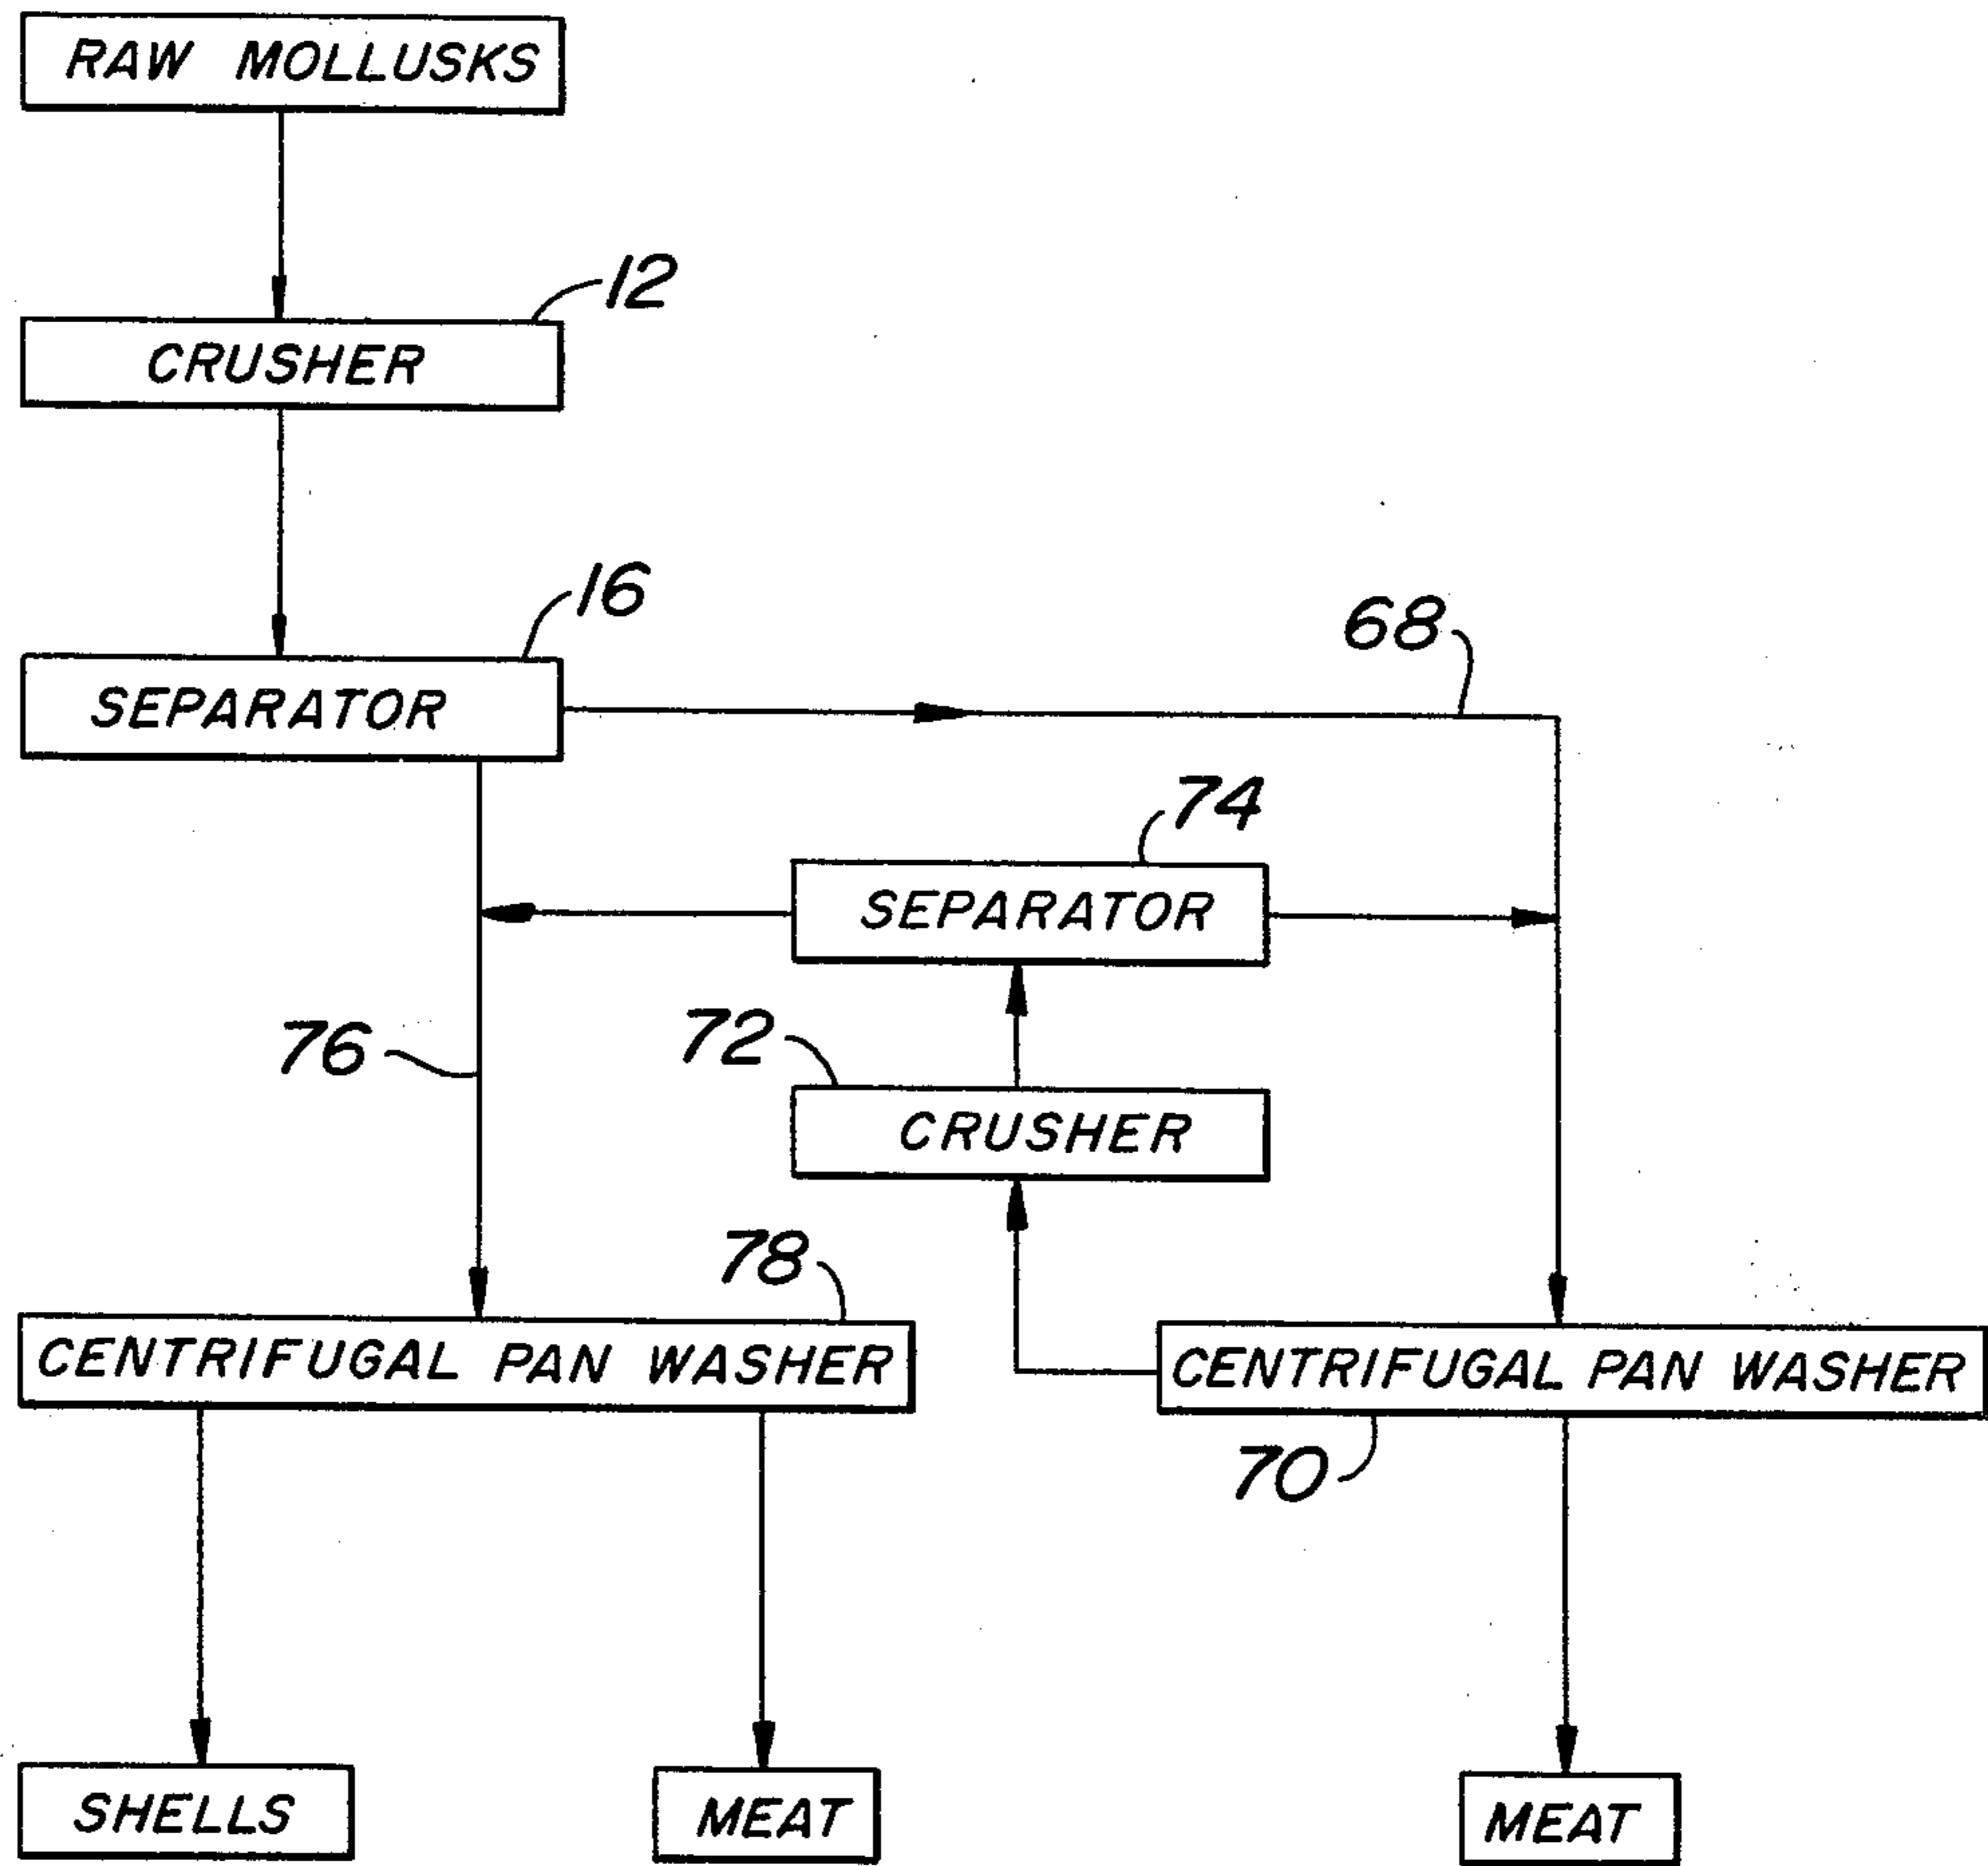 RAW MOLLUSKS
12
CRUSHER
16
SEPARATOR
68
74
SEPARATOR
76
72
CRUSHER
78
CENTRIFUGAL PAN WASHER
CENTRIFUGAL PAN WASHER
70
SHELLS
MEAT
MEAT